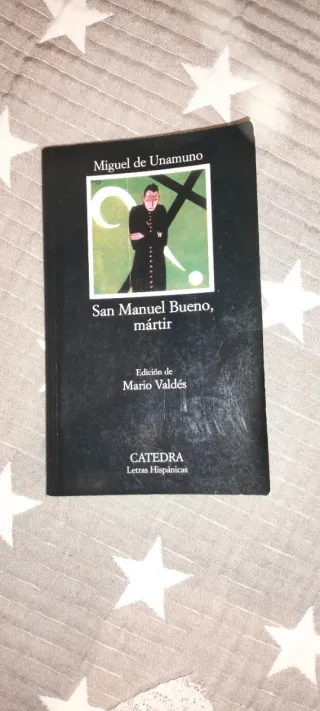 Miguel de Unamuno
San Manuel Bueno,
mártir
Edición de
Mario Valdés
CATEDRA
Letras Hispánicas